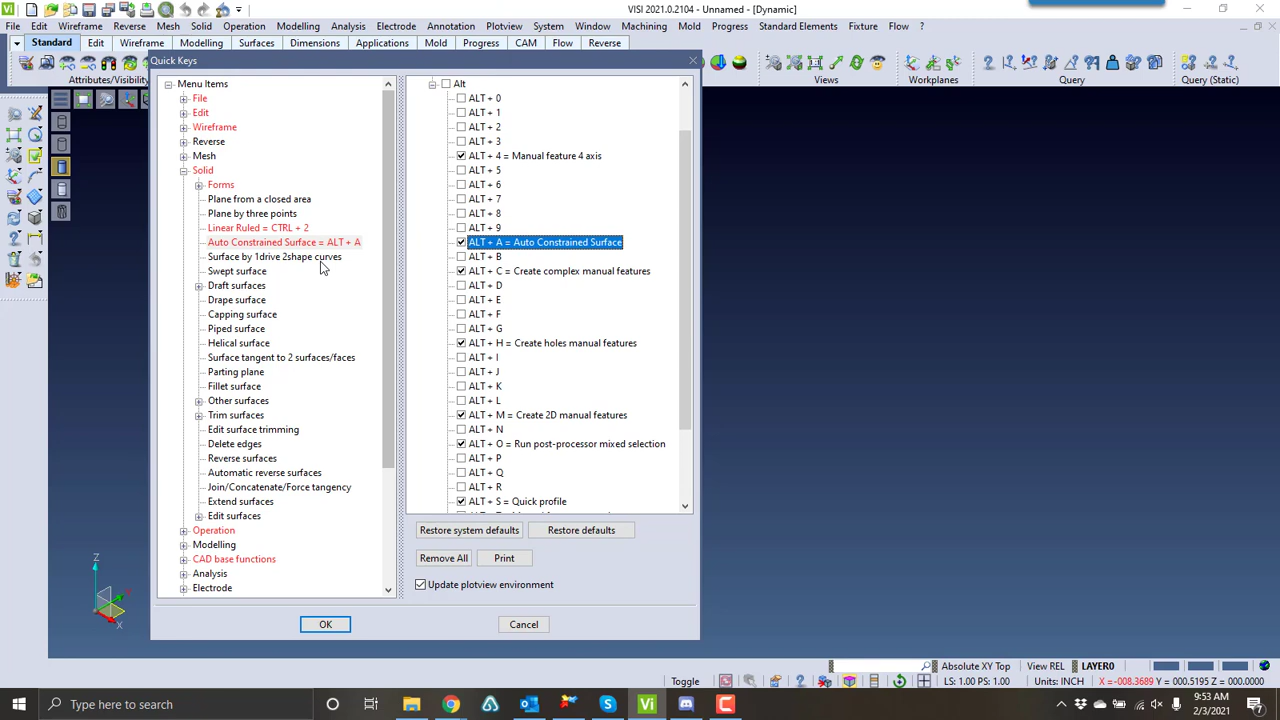 VISI 2021.0.2104 - Unnamed - [Dynamic]
File Edit Wireframe Reverse Mesh Solid Operation Modelling Analysis Electrode Annotation Plotview System Window Machining Mold Progressive Standard Elements Fixture Flow
Standard Edit Wireframe Modelling Surfaces Dimensions Applications Mold Progress CAM Flow Reverse
Quick Keys
Attributes/Visibility
Views
Workplanes
Query
Query (Static)
Menu Items
File
Edit
Wireframe
Reverse
Mesh
Solid
Forms
Plane from a closed area
Plane by three points
Linear Ruled = CTRL + 2
Auto Constrained Surface = ALT + A
Surface by 1drive 2shape curves
Swept surface
Draft surfaces
Drape surface
Capping surface
Piped surface
Helical surface
Surface tangent to 2 surfaces/faces
Parting plane
Fillet surface
Other surfaces
Trim surfaces
Edit surface trimming
Delete edges
Reverse surfaces
Automatic reverse surfaces
Join/Concatenate/Force tangency
Extend surfaces
Edit surfaces
Operation
Modelling
CAD base functions
Analysis
Electrode
Alt
ALT + 0
ALT + 1
ALT + 2
ALT + 3
ALT + 4 = Manual feature 4 axis
ALT + 5
ALT + 6
ALT + 7
ALT + 8
ALT + 9
ALT + A = Auto Constrained Surface
ALT + B
ALT + C = Create complex manual features
ALT + D
ALT + E
ALT + F
ALT + G
ALT + H = Create holes manual features
ALT + I
ALT + J
ALT + K
ALT + L
ALT + M = Create 2D manual features
ALT + N
ALT + O = Run post-processor mixed selection
ALT + P
ALT + Q
ALT + R
ALT + S = Quick profile
Restore system defaults
Restore defaults
Remove All
Print
Update plotview environment
OK
Cancel
Z
Y
X
Absolute XY Top
View REL
LAYER0
Toggle
LS: 1.00 PS: 1.00
Units: INCH
X =-008.3689 Y = 000.5195 Z = 000.0000
Type here to search
9:53 AM
2/3/2021